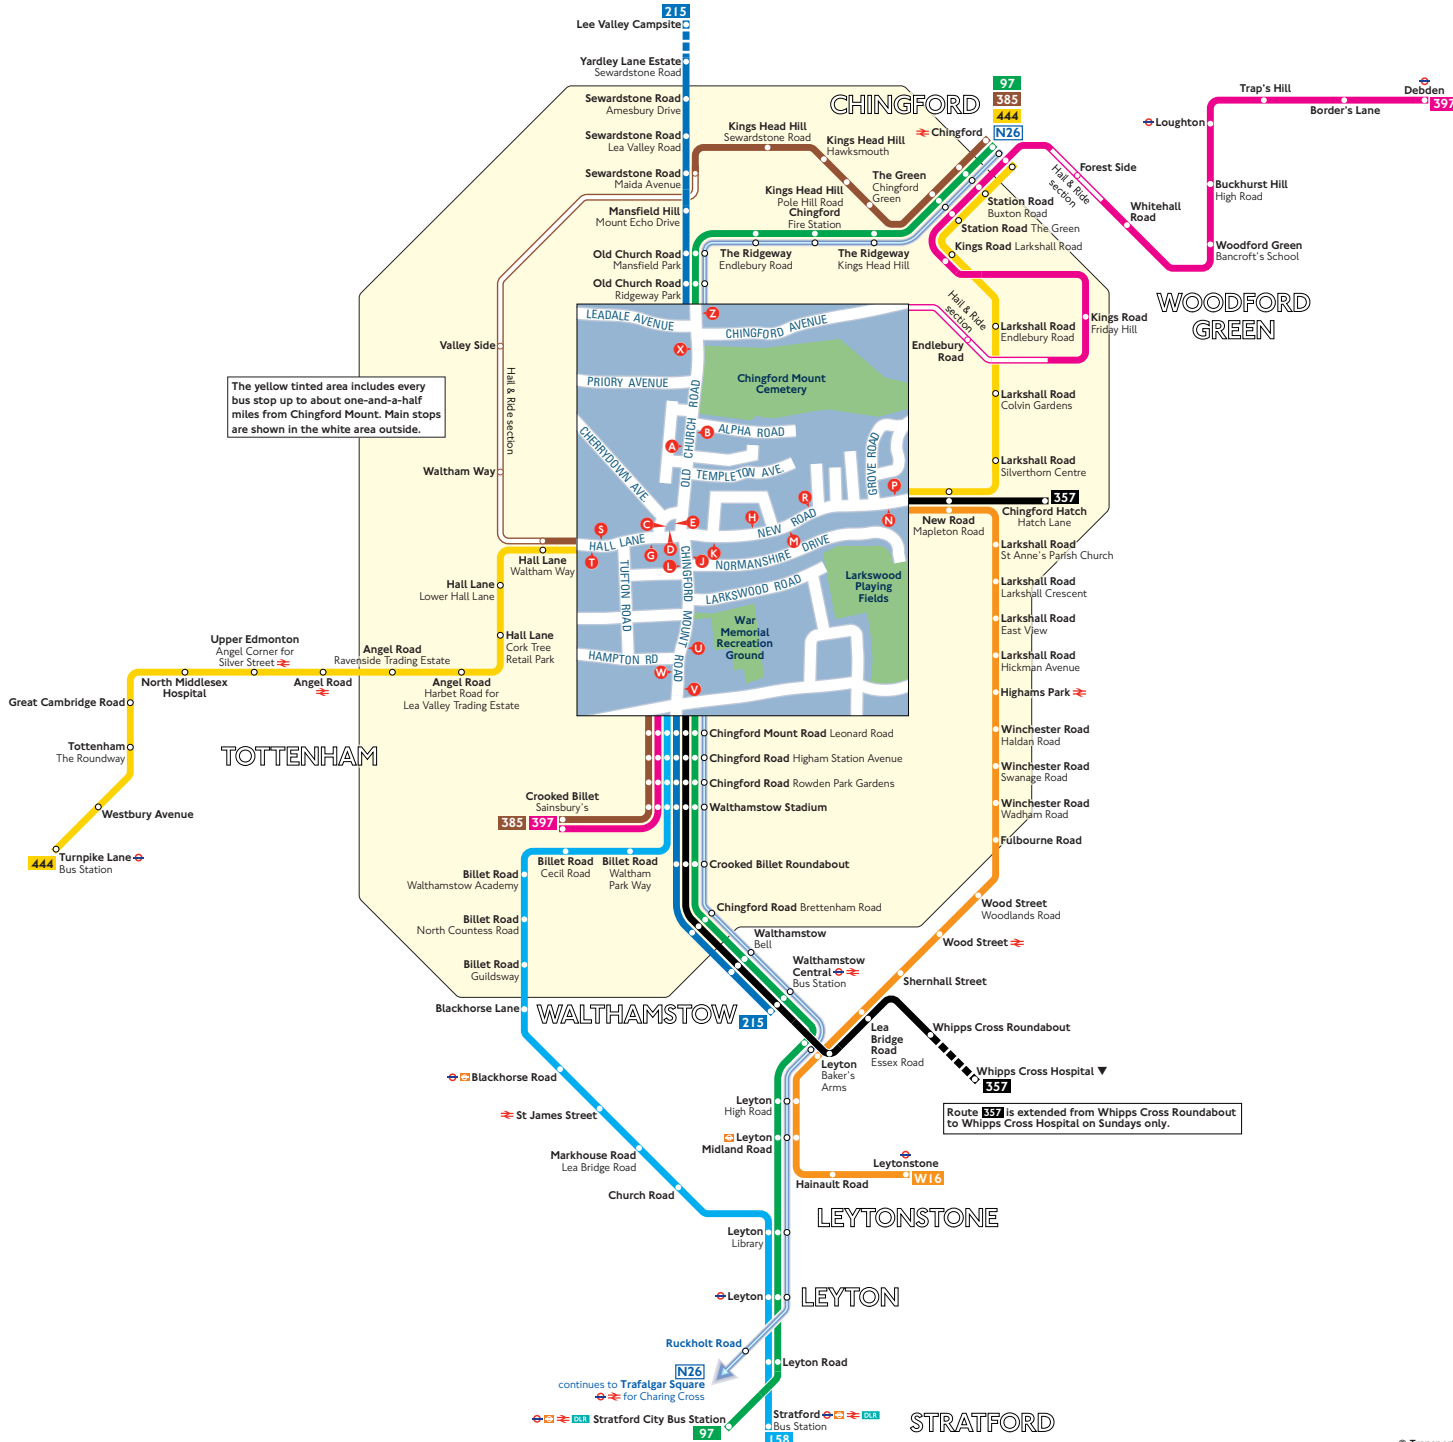 215
Lee Valley Campsite
Yardley Lane Estate
Sewardstone Road
Sewardstone Road
Amesbury Drive
Sewardstone Road
Lea Valley Road
Sewardstone Road
Maida Avenue
Mansfield Hill
Mount Echo Drive
Old Church Road
Mansfield Park
Old Church Road
Ridgeway Park
CHINGFORD
97
385
444
N26
Chingford
Kings Head Hill
Sewardstone Road
Kings Head Hill
Hawksmouth
Kings Head Hill
Pole Hill Road
The Green
Chingford
Green
Chingford
Fire Station
The Ridgeway
Endlebury Road
The Ridgeway
Kings Head Hill
Station Road
Buxton Road
Station Road The Green
Kings Road Larkshall Road
Hail & Ride
section
Forest Side
Whitehall
Road
Trap's Hill
Border's Lane
Debden
397
Loughton
Buckhurst Hill
High Road
Woodford Green
Bancroft's School
WOODFORD
GREEN
Kings Road
Friday Hill
Hail & Ride
section
Endlebury
Road
Larkshall Road
Endlebury Road
Larkshall Road
Colvin Gardens
Larkshall Road
Silverthorn Centre
357
Chingford Hatch
Hatch Lane
New Road
Mapleton Road
Larkshall Road
St Anne's Parish Church
Larkshall Road
Larkshall Crescent
Larkshall Road
East View
Larkshall Road
Hickman Avenue
Highams Park
Winchester Road
Haldan Road
Winchester Road
Swanage Road
Winchester Road
Wadham Road
Fulbourne Road
Wood Street
Woodlands Road
Wood Street
Shernhall Street
Valley Side
Hail & Ride section
Waltham Way
The yellow tinted area includes every
bus stop up to about one-and-a-half
miles from Chingford Mount. Main stops
are shown in the white area outside.
LEADALE AVENUE
CHINGFORD AVENUE
Z
X
PRIORY AVENUE
Chingford Mount
Cemetery
OLD CHURCH ROAD
CHERRYDOWN AVE.
A
B
ALPHA ROAD
TEMPLETON AVE.
GROVE ROAD
P
R
N
H
M
NEW ROAD
S
C
E
HALL LANE
T
G
D
L
J
K
NORMANSHIRE DRIVE
TUFTON ROAD
CHINGFORD MOUNT ROAD
LARKSWOOD ROAD
Larkswood
Playing
Fields
War
Memorial
Recreation
Ground
HAMPTON RD
U
W
V
Hall Lane
Waltham Way
Hall Lane
Lower Hall Lane
Hall Lane
Cork Tree
Retail Park
Upper Edmonton
Angel Corner for
Silver Street
Angel Road
Ravenside Trading Estate
North Middlesex
Hospital
Angel Road
Angel Road
Harbet Road for
Lea Valley Trading Estate
Great Cambridge Road
Tottenham
The Roundway
TOTTENHAM
Westbury Avenue
444
Turnpike Lane
Bus Station
Chingford Mount Road Leonard Road
Chingford Road Higham Station Avenue
Chingford Road Rowden Park Gardens
Walthamstow Stadium
Crooked Billet
Sainsbury's
385
397
Crooked Billet Roundabout
Billet Road
Cecil Road
Billet Road
Waltham
Park Way
Billet Road
Walthamstow Academy
Billet Road
North Countess Road
Billet Road
Guildsway
Chingford Road Brettenham Road
Walthamstow
Bell
Walthamstow
Central
Bus Station
Blackhorse Lane
WALTHAMSTOW
215
Blackhorse Road
St James Street
Markhouse Road
Lea Bridge Road
Church Road
Leyton
Baker's
Arms
Lea
Bridge
Road
Essex Road
Whipps Cross Roundabout
Whipps Cross Hospital ▼
357
Route 357 is extended from Whipps Cross Roundabout
to Whipps Cross Hospital on Sundays only.
Leyton
High Road
Leyton
Midland Road
Leytonstone
W16
Hainault Road
LEYTONSTONE
Leyton
Library
Leyton
LEYTON
Ruckholt Road
N26
continues to Trafalgar Square
for Charing Cross
Leyton Road
DLR Stratford City Bus Station
97
Stratford DLR
Bus Station
158
STRATFORD